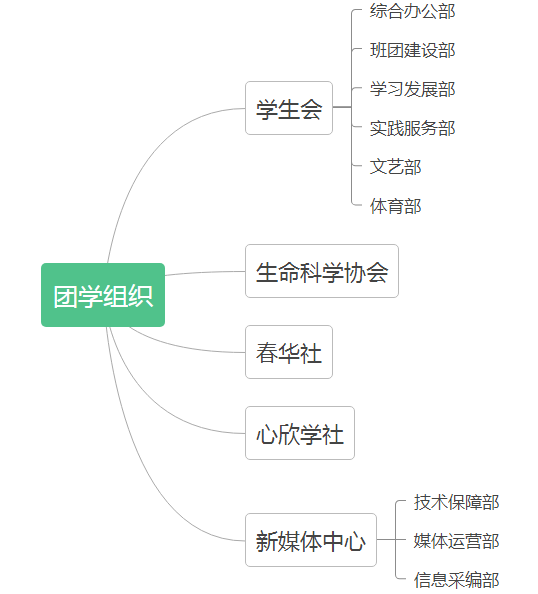 团学组织
学生会
综合办公部
班团建设部
学习发展部
实践服务部
文艺部
体育部
生命科学协会
春华社
心欣学社
新媒体中心
技术保障部
媒体运营部
信息采编部